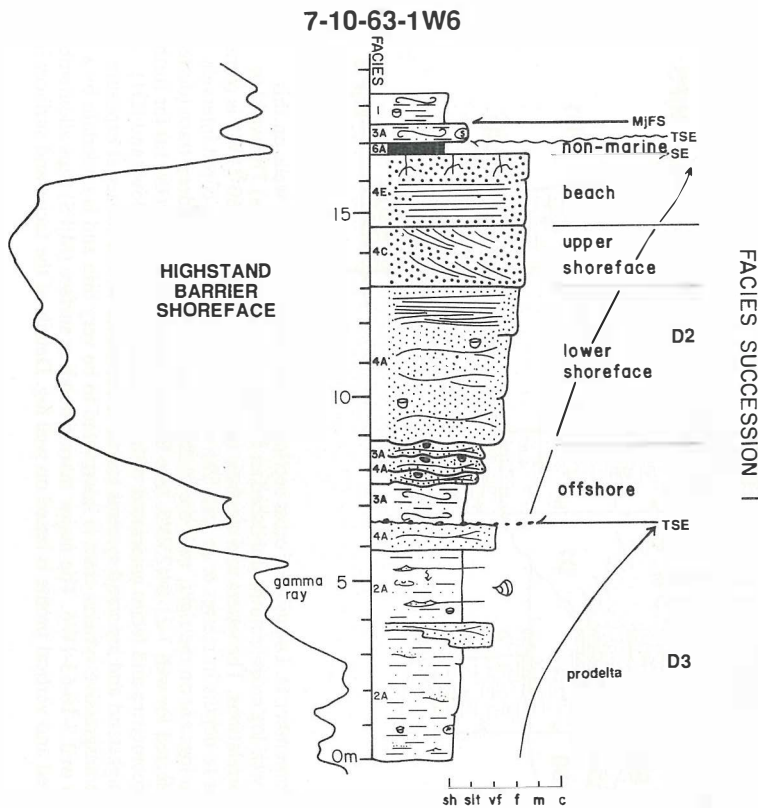 7-10-63-1W6
FACIES
1
3A
6A
4E
4C
4A
3A
4A
3A
4A
2A
2A
15
10
5
0m
HIGHSTAND
BARRIER
SHOREFACE
gamma
ray
S
MjFS
TSE
non-marine
SE
beach
upper
shoreface
lower
shoreface
D2
offshore
TSE
prodelta
D3
FACIES SUCCESSION 1
sh slt vf f m c